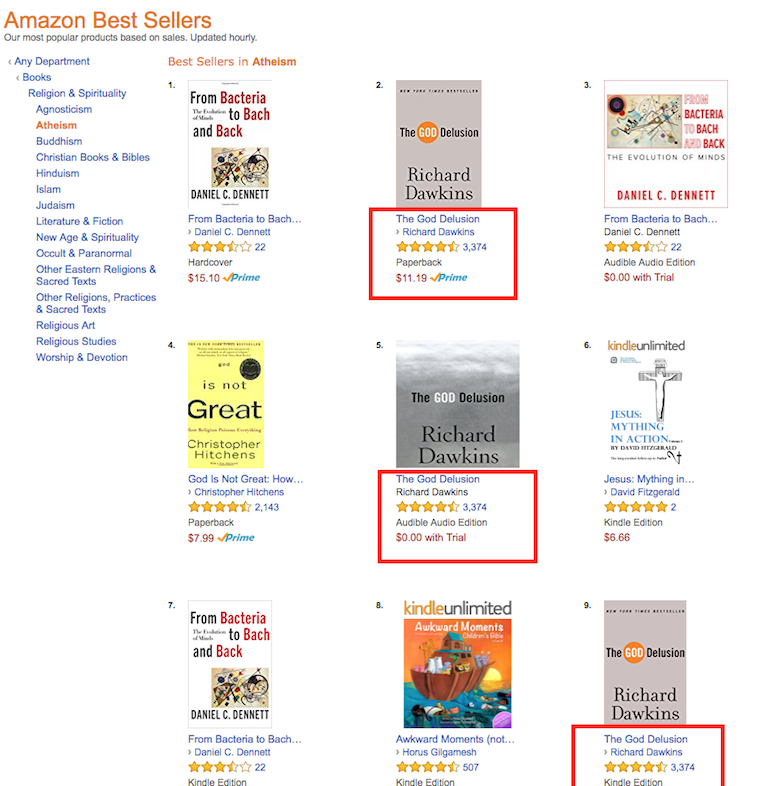 Amazon Best Sellers
Our most popular products based on sales. Updated hourly.
‹ Any Department
‹ Books
Religion & Spirituality
Agnosticism
Atheism
Buddhism
Christian Books & Bibles
Hinduism
Islam
Judaism
Literature & Fiction
New Age & Spirituality
Occult & Paranormal
Other Eastern Religions &
Sacred Texts
Other Religions, Practices
& Sacred Texts
Religious Art
Religious Studies
Worship & Devotion
Best Sellers in Atheism
1.
From Bacteria
The Evolution
of Minds
to Bach
and Back
DANIEL C. DENNETT
From Bacteria to Bach…
› Daniel C. Dennett
22
Hardcover
$15.10 Prime
2.
NEW YORK TIMES BESTSELLER
The GOD Delusion
Richard
Dawkins
The God Delusion
› Richard Dawkins
3,374
Paperback
$11.19 Prime
3.
FROM
BACTERIA
TO BACH
AND BACK
THE EVOLUTION OF MINDS
DANIEL C. DENNETT
From Bacteria to Bach…
Daniel C. Dennett
22
Audible Audio Edition
$0.00 with Trial
4.
THE #1 NEW YORK TIMES BESTSELLER
god
is not
Great
How Religion Poisons Everything
Christopher
Hitchens
God Is Not Great: How…
› Christopher Hitchens
2,143
Paperback
$7.99 Prime
5.
The GOD Delusion
Richard
Dawkins
The God Delusion
Richard Dawkins
3,374
Audible Audio Edition
$0.00 with Trial
6.
kindleunlimited
JESUS:
MYTHING
IN ACTION
BY DAVID FITZGERALD
Jesus: Mything in…
› David Fitzgerald
2
Kindle Edition
$6.66
7.
From Bacteria
The Evolution
of Minds
to Bach
and Back
DANIEL C. DENNETT
From Bacteria to Bach…
› Daniel C. Dennett
22
Kindle Edition
8.
kindleunlimited
Awkward Moments
Children's Bible
Awkward Moments (not…
› Horus Gilgamesh
507
Kindle Edition
9.
NEW YORK TIMES BESTSELLER
The GOD Delusion
Richard
Dawkins
The God Delusion
› Richard Dawkins
3,374
Kindle Edition